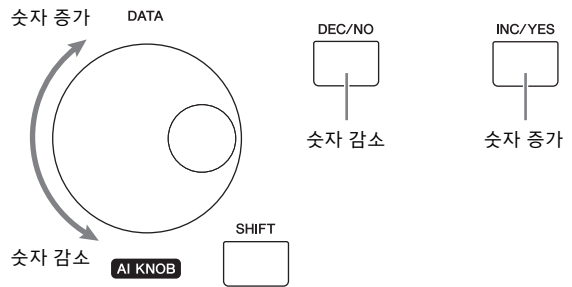 숫자 증가
DATA
DEC/NO
INC/YES
숫자 감소
숫자 증가
SHIFT
숫자 감소
AI KNOB